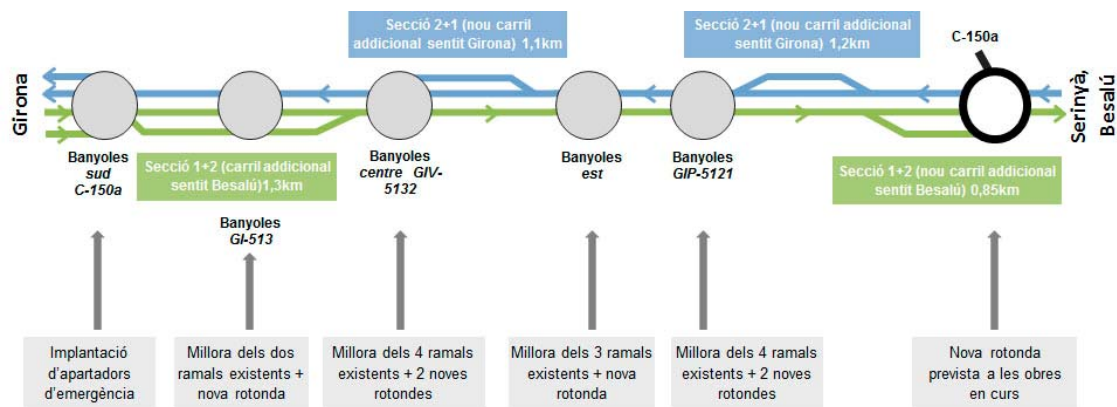 Secció 2+1 (nou carril
addicional sentit Girona) 1,1km
Secció 2+1 (nou carril addicional
sentit Girona) 1,2km
C-150a
Girona
Serinyà,
Besalú
Banyoles
sud
C-150a
Secció 1+2 (carril addicional
sentit Besalú)1,3km
Banyoles
GI-513
Banyoles
centre GIV-
5132
Banyoles
est
Banyoles
GIP-5121
Secció 1+2 (nou carril addicional
sentit Besalú) 0,85km
Implantació
d'apartadors
d'emergència
Millora dels dos
ramals existents +
nova rotonda
Millora dels 4 ramals
existents + 2 noves
rotondes
Millora dels 3 ramals
existents + nova
rotonda
Millora dels 4 ramals
existents + 2 noves
rotondes
Nova rotonda
prevista a les obres
en curs